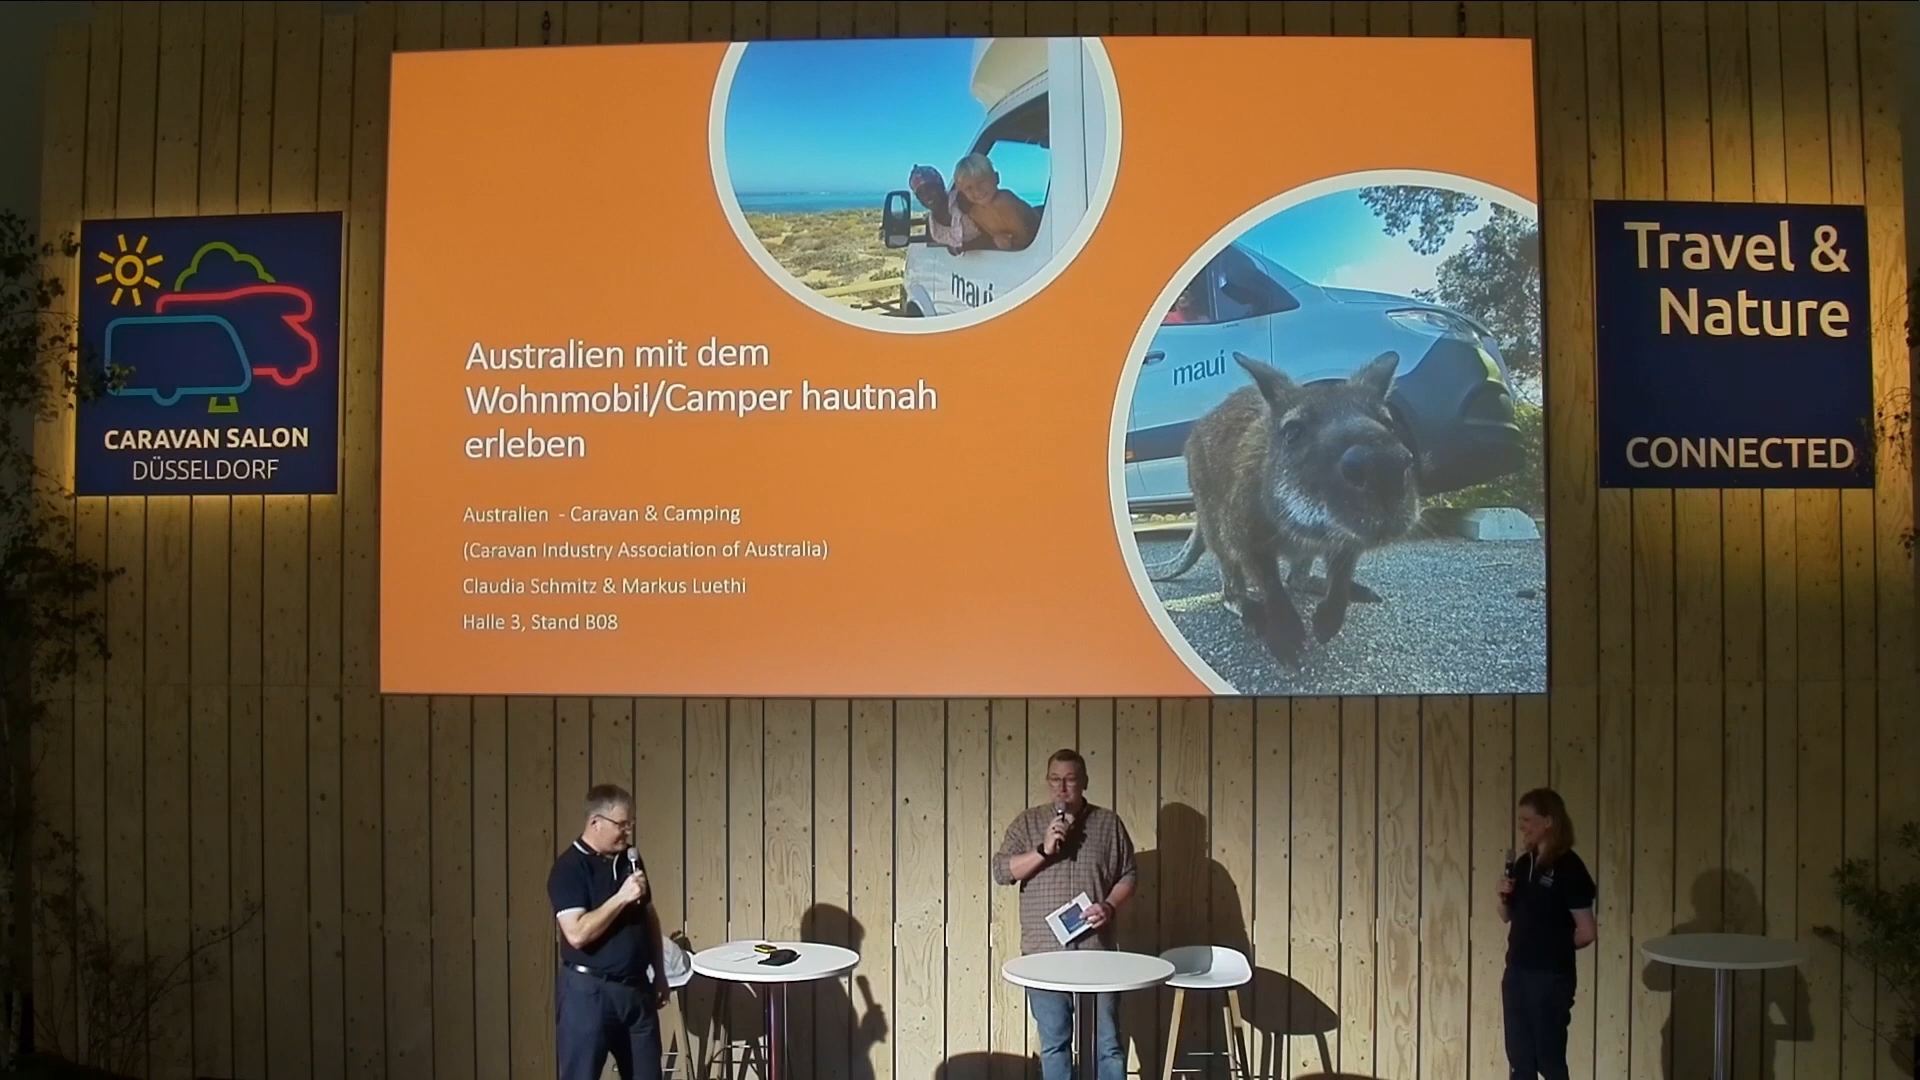 maui
maui
Australien mit dem
Wohnmobil/Camper hautnah
erleben
Australien - Caravan & Camping
(Caravan Industry Association of Australia)
Claudia Schmitz & Markus Luethi
Halle 3, Stand B08
CARAVAN SALON
DÜSSELDORF
Travel &
Nature
CONNECTED